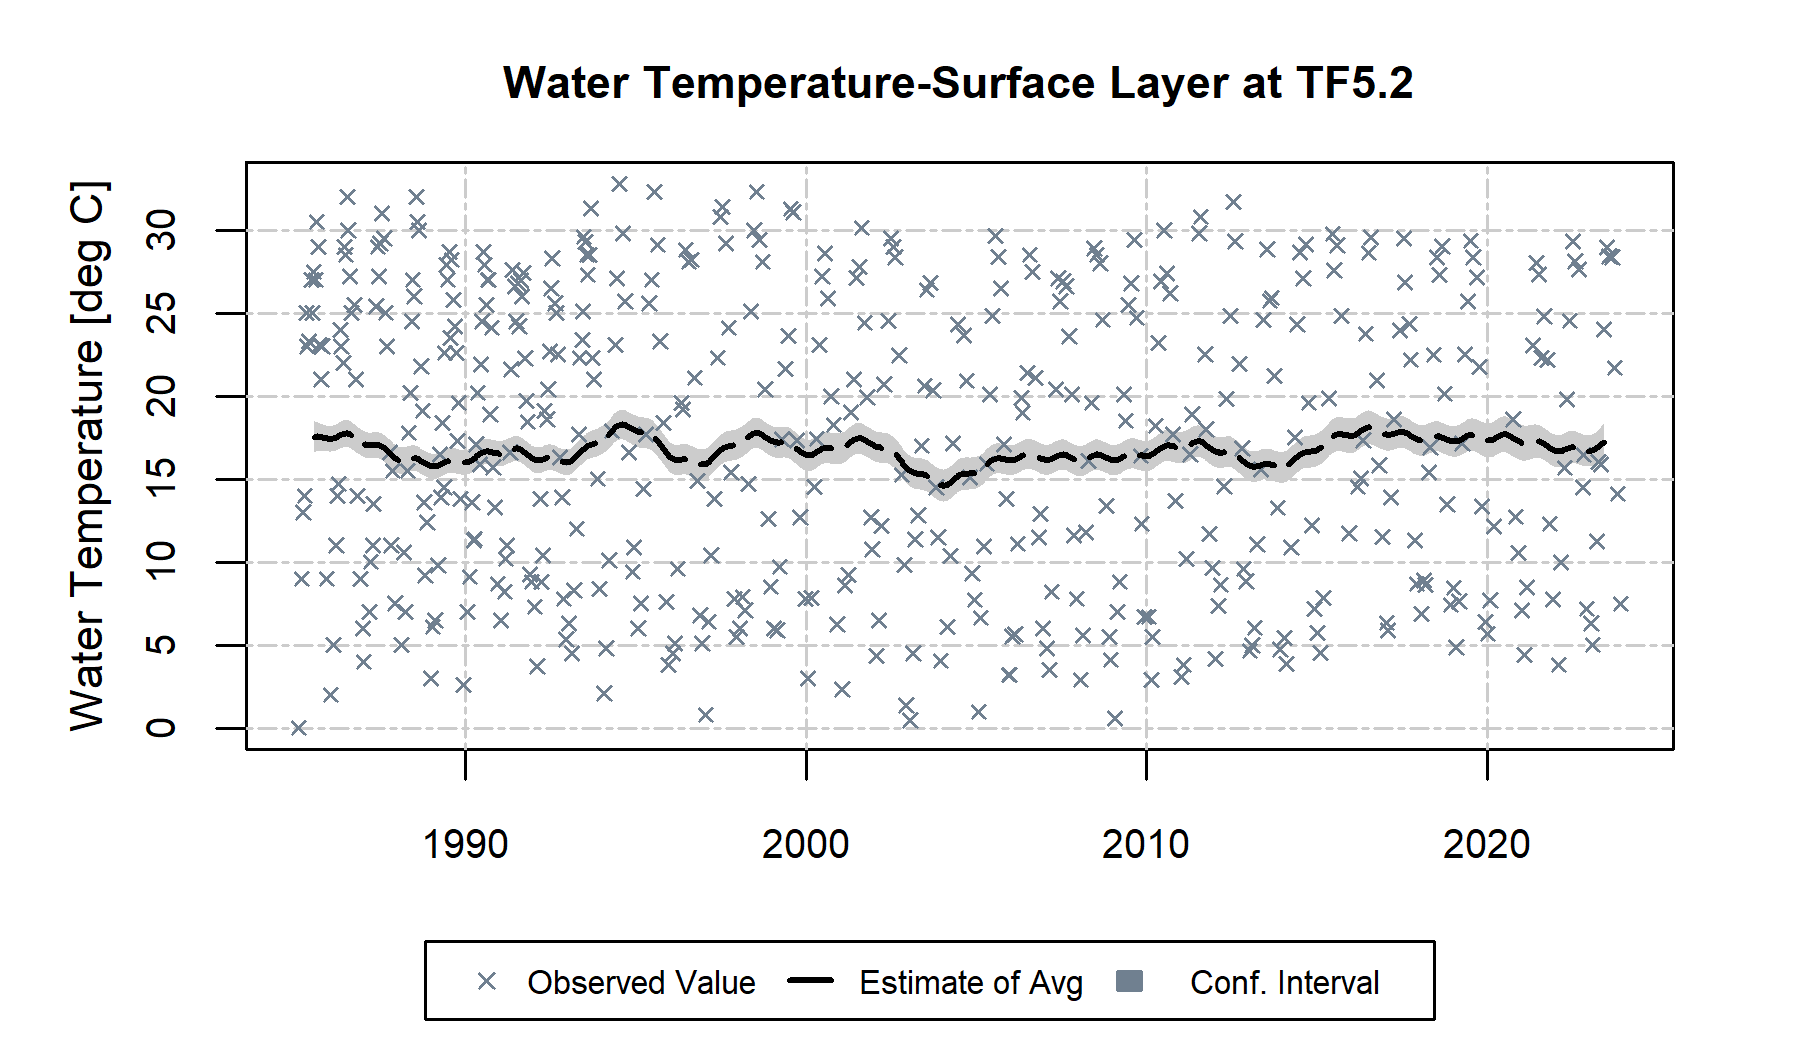 Water Temperature-Surface Layer at TF5.2
Water Temperature [deg C]
30
25
20
15
10
5
0
1990 2000 2010 2020
Observed Value Estimate of Avg Conf. Interval